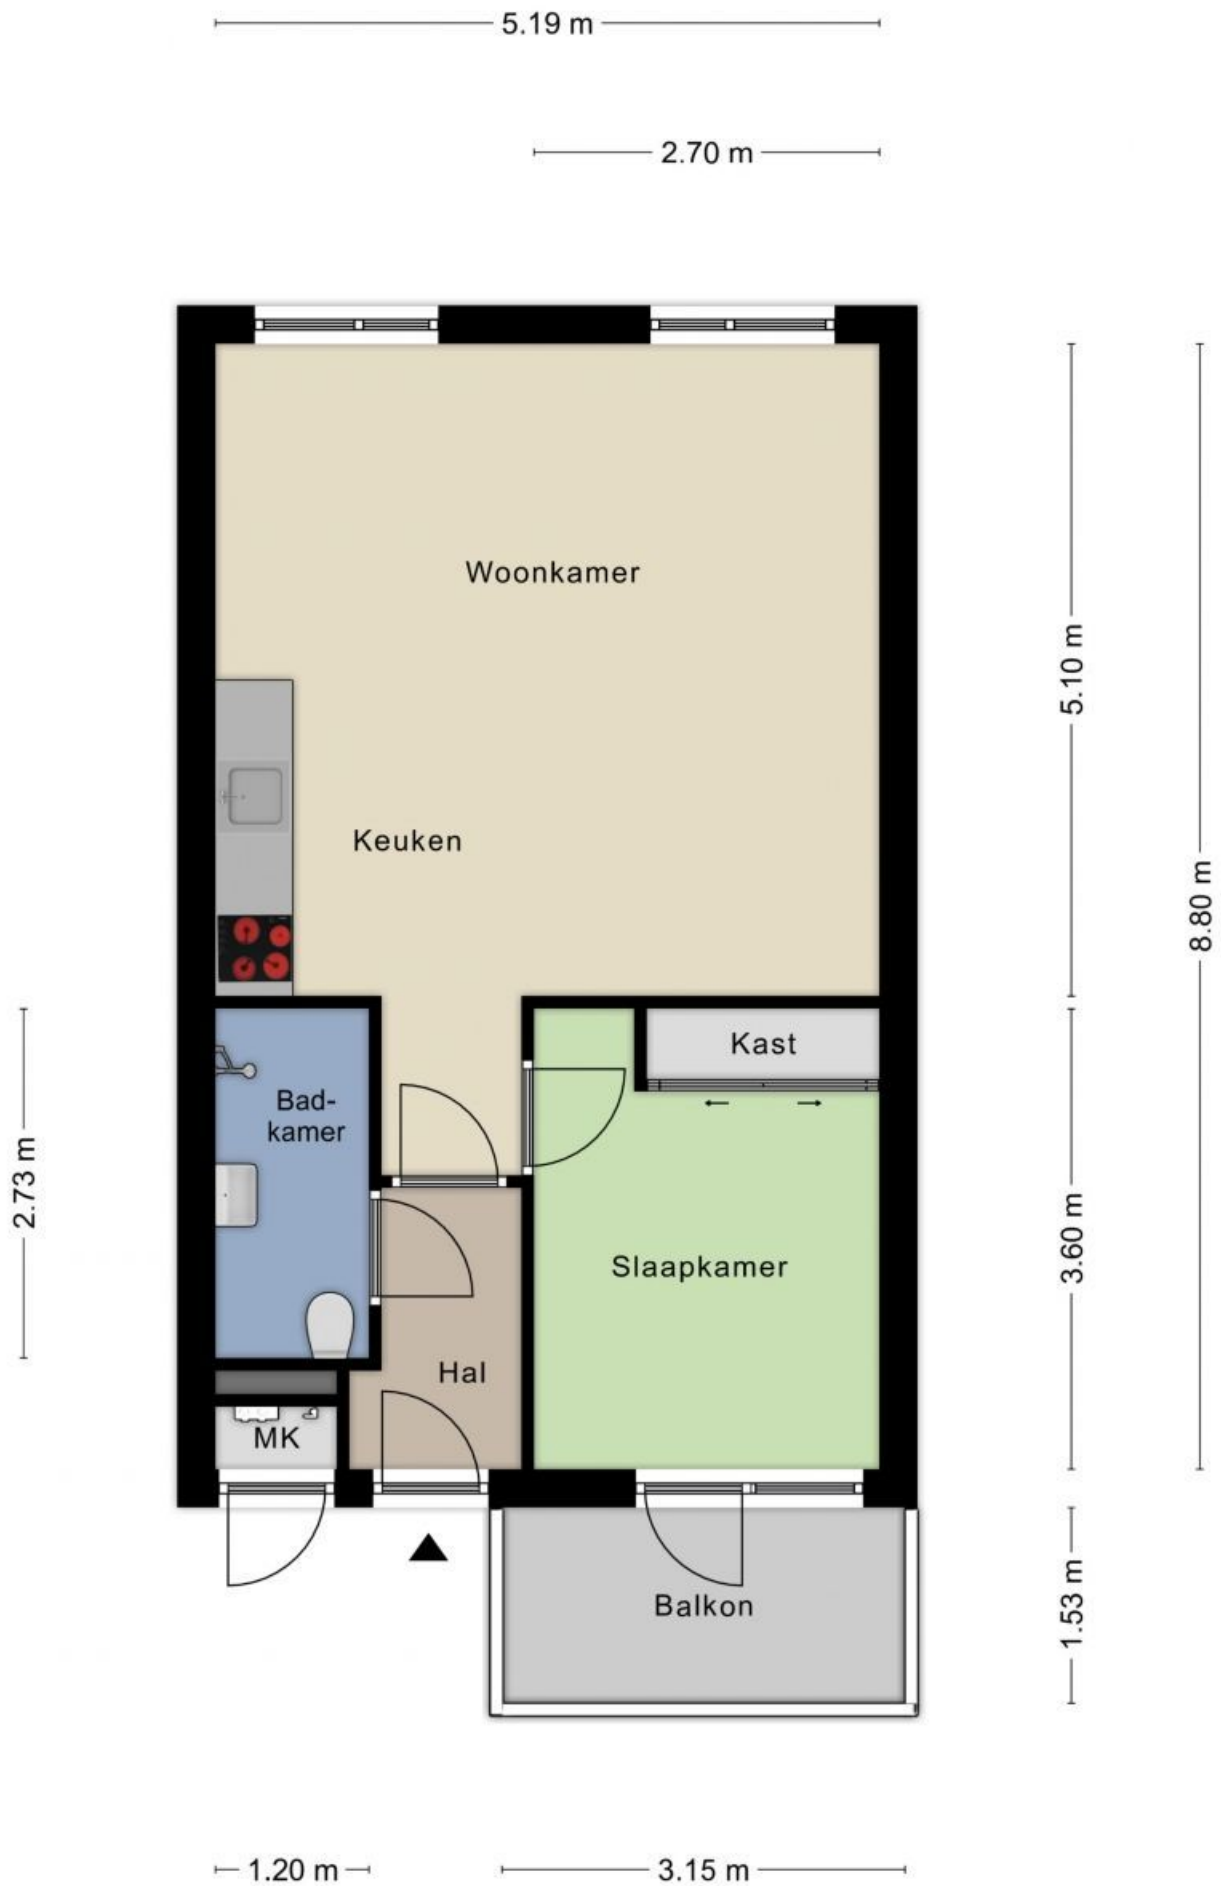 5.19 m
2.70 m
Woonkamer
5.10 m
Keuken
8.80 m
Kast
Bad-
kamer
2.73 m
3.60 m
Slaapkamer
Hal
MK
Balkon
1.53 m
1.20 m
3.15 m